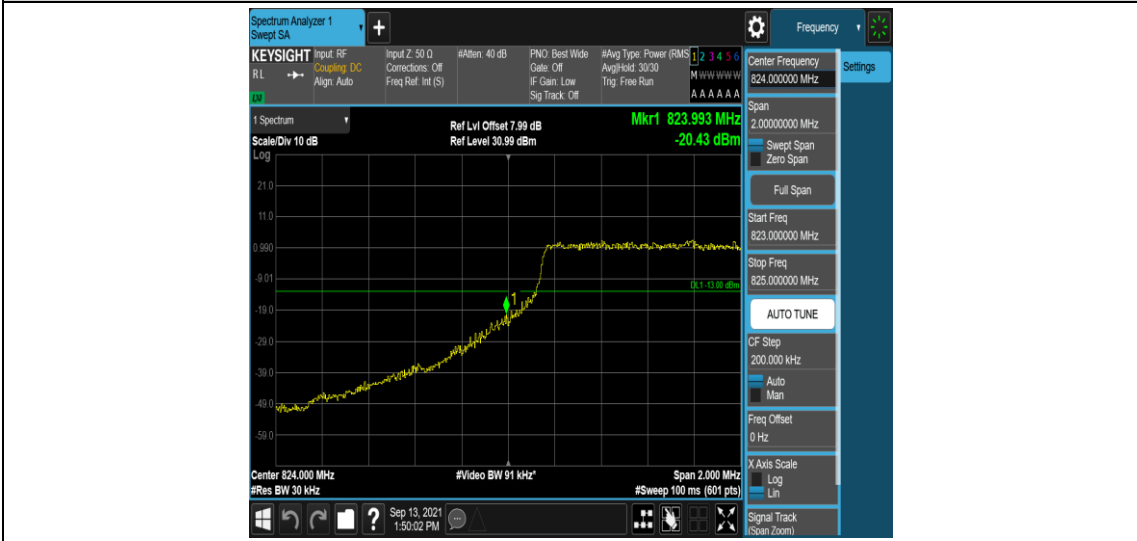 Spectrum Analyzer 1
Swept SA
+
Frequency
KEYSIGHT
RL
LM
Input: RF
Coupling: DC
Align: Auto
Input Z: 50 Ω
Corrections: Off
Freq Ref: Int (S)
#Atten: 40 dB
PNO: Best Wide
Gate: Off
IF Gain: Low
Sig Track: Off
#Avg Type: Power (RMS
Avg|Hold: 30/30
Trig: Free Run
1 2 3 4 5 6
M W W W W W
A A A A A A
1 Spectrum
Scale/Div 10 dB
Log
Ref Lvl Offset 7.99 dB
Ref Level 30.99 dBm
Mkr1 823.993 MHz
-20.43 dBm
21.0
11.0
0.990
-9.01
-19.0
-29.0
-39.0
-49.0
-59.0
DL1 -13.00 dBm
1
Center 824.000 MHz
#Res BW 30 kHz
#Video BW 91 kHz*
Span 2.000 MHz
#Sweep 100 ms (601 pts)
?
Sep 13, 2021
1:50:02 PM
Center Frequency
824.000000 MHz
Settings
Span
2.00000000 MHz
Swept Span
Zero Span
Full Span
Start Freq
823.000000 MHz
Stop Freq
825.000000 MHz
AUTO TUNE
CF Step
200.000 kHz
Auto
Man
Freq Offset
0 Hz
X Axis Scale
Log
Lin
Signal Track
(Span Zoom)